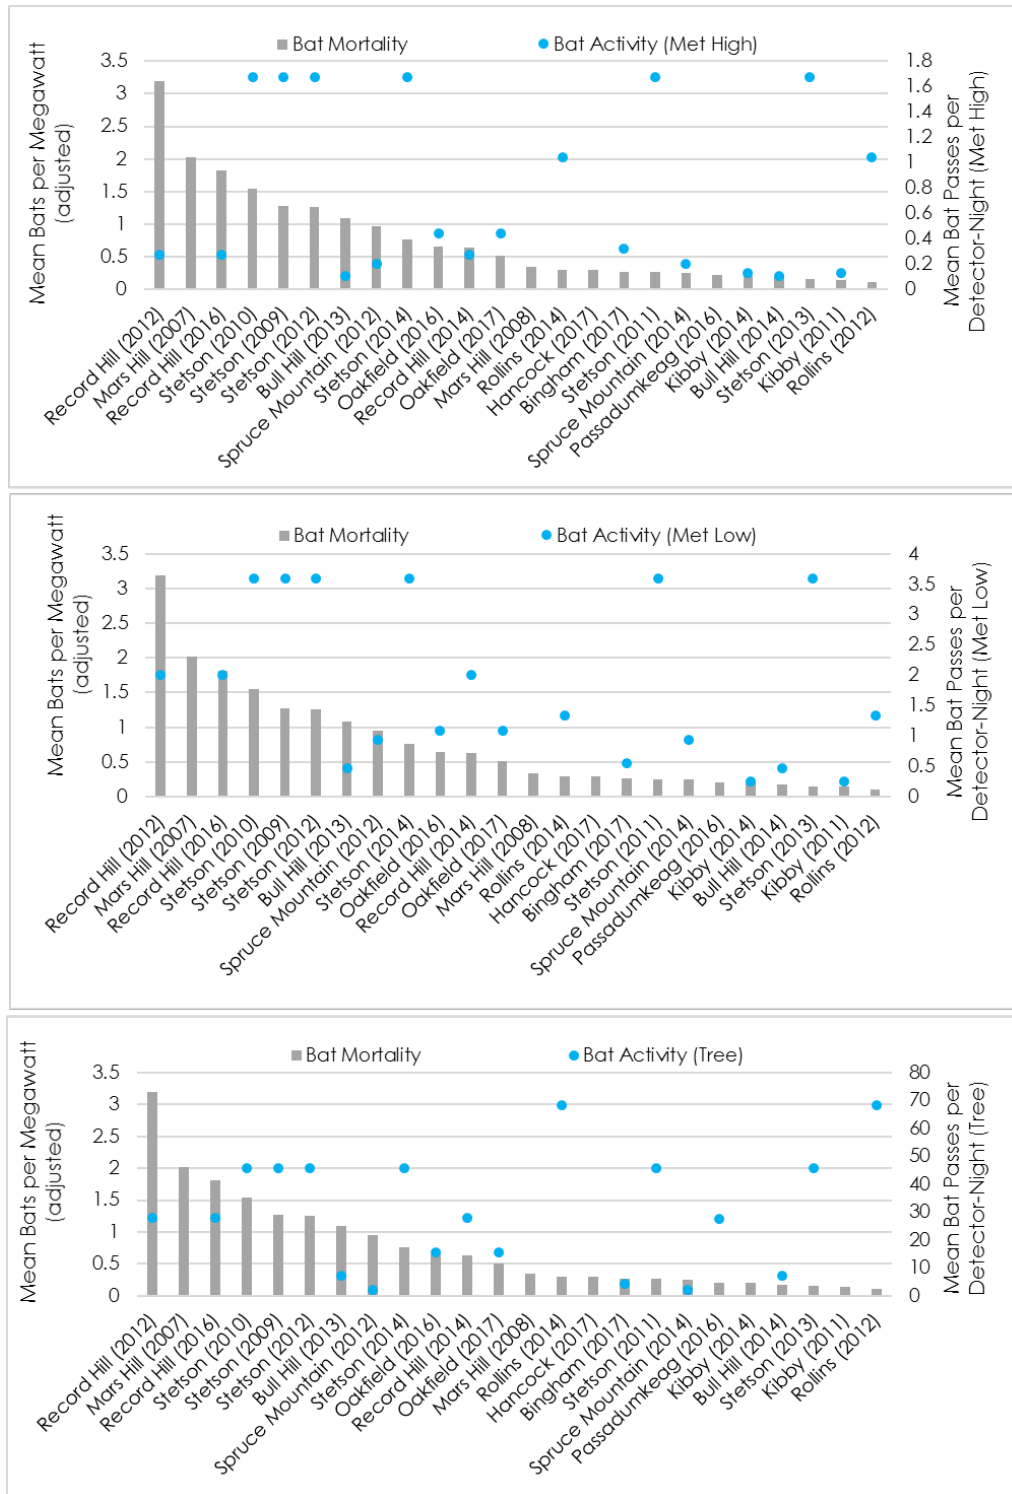 Bat Mortality
Bat Activity (Met High)
Mean Bats per Megawatt
(adjusted)
3.5
3
2.5
2
1.5
1
0.5
0
1.8
1.6
1.4
1.2
1
0.8
0.6
0.4
0.2
0
Mean Bat Passes per
Detector-Night (Met High)
Record Hill (2012)
Mars Hill (2007)
Record Hill (2016)
Stetson (2010)
Stetson (2009)
Stetson (2012)
Bull Hill (2013)
Spruce Mountain (2012)
Stetson (2014)
Oakfield (2016)
Record Hill (2014)
Oakfield (2017)
Mars Hill (2008)
Rollins (2014)
Hancock (2017)
Bingham (2017)
Stetson (2011)
Spruce Mountain (2014)
Passadumkeag (2016)
Kibby (2014)
Bull Hill (2014)
Stetson (2013)
Kibby (2011)
Rollins (2012)
Bat Mortality
Bat Activity (Met Low)
Mean Bats per Megawatt
(adjusted)
3.5
3
2.5
2
1.5
1
0.5
0
4
3.5
3
2.5
2
1.5
1
0.5
0
Mean Bat Passes per
Detector-Night (Met Low)
Record Hill (2012)
Mars Hill (2007)
Record Hill (2016)
Stetson (2010)
Stetson (2009)
Stetson (2012)
Bull Hill (2013)
Spruce Mountain (2012)
Stetson (2014)
Oakfield (2016)
Record Hill (2014)
Oakfield (2017)
Mars Hill (2008)
Rollins (2014)
Hancock (2017)
Bingham (2017)
Stetson (2011)
Spruce Mountain (2014)
Passadumkeag (2016)
Kibby (2014)
Bull Hill (2014)
Stetson (2013)
Kibby (2011)
Rollins (2012)
Bat Mortality
Bat Activity (Tree)
Mean Bats per Megawatt
(adjusted)
3.5
3
2.5
2
1.5
1
0.5
0
80
70
60
50
40
30
20
10
0
Mean Bat Passes per
Detector-Night (Tree)
Record Hill (2012)
Mars Hill (2007)
Record Hill (2016)
Stetson (2010)
Stetson (2009)
Stetson (2012)
Bull Hill (2013)
Spruce Mountain (2012)
Stetson (2014)
Oakfield (2016)
Record Hill (2014)
Oakfield (2017)
Mars Hill (2008)
Rollins (2014)
Hancock (2017)
Bingham (2017)
Stetson (2011)
Spruce Mountain (2014)
Passadumkeag (2016)
Kibby (2014)
Bull Hill (2014)
Stetson (2013)
Kibby (2011)
Rollins (2012)